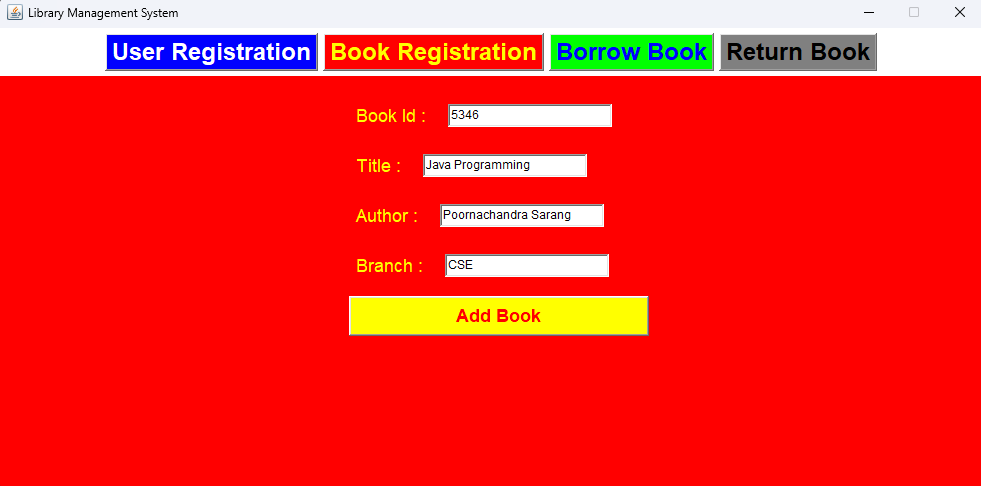 Library Management System
User Registration Book Registration Borrow Book Return Book
Book Id : 5346
Title : Java Programming
Author : Poornachandra Sarang
Branch : CSE
Add Book